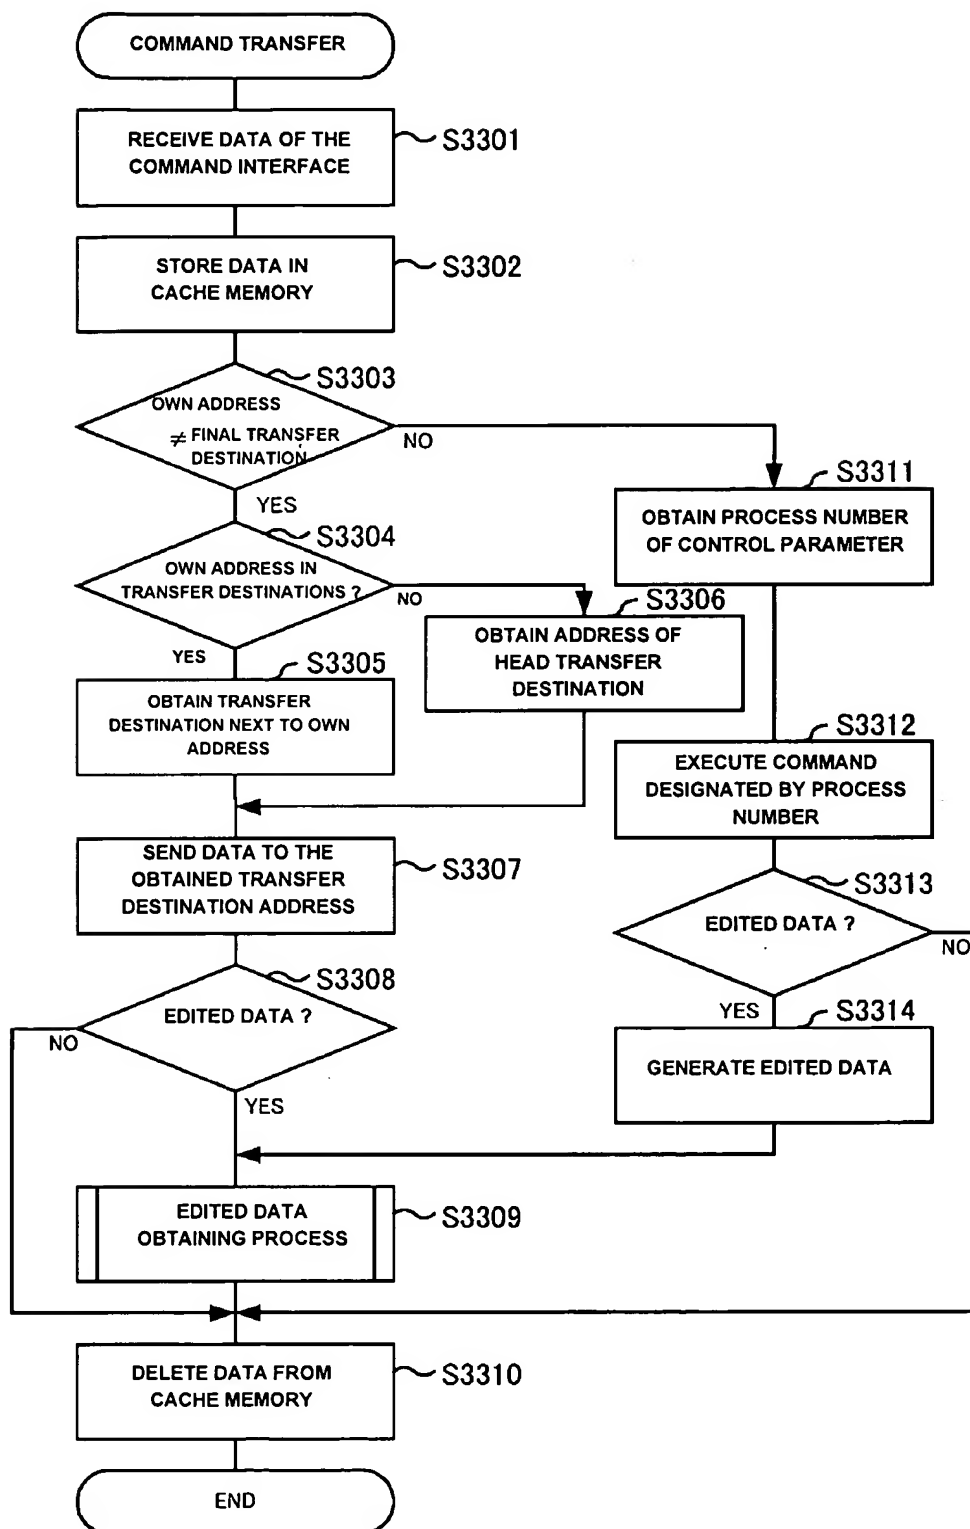 COMMAND TRANSFER
RECEIVE DATA OF THE
COMMAND INTERFACE
S3301
STORE DATA IN
CACHE MEMORY
S3302
S3303
OWN ADDRESS
≠ FINAL TRANSFER
DESTINATION
NO
YES
S3311
OBTAIN PROCESS NUMBER
OF CONTROL PARAMETER
S3304
OWN ADDRESS IN
TRANSFER DESTINATIONS ?
NO
YES
S3306
OBTAIN ADDRESS OF
HEAD TRANSFER
DESTINATION
S3305
OBTAIN TRANSFER
DESTINATION NEXT TO OWN
ADDRESS
S3312
EXECUTE COMMAND
DESIGNATED BY PROCESS
NUMBER
SEND DATA TO THE
OBTAINED TRANSFER
DESTINATION ADDRESS
S3307
S3313
EDITED DATA ?
NO
YES
S3308
EDITED DATA ?
NO
YES
S3314
GENERATE EDITED DATA
EDITED DATA
OBTAINING PROCESS
S3309
DELETE DATA FROM
CACHE MEMORY
S3310
END